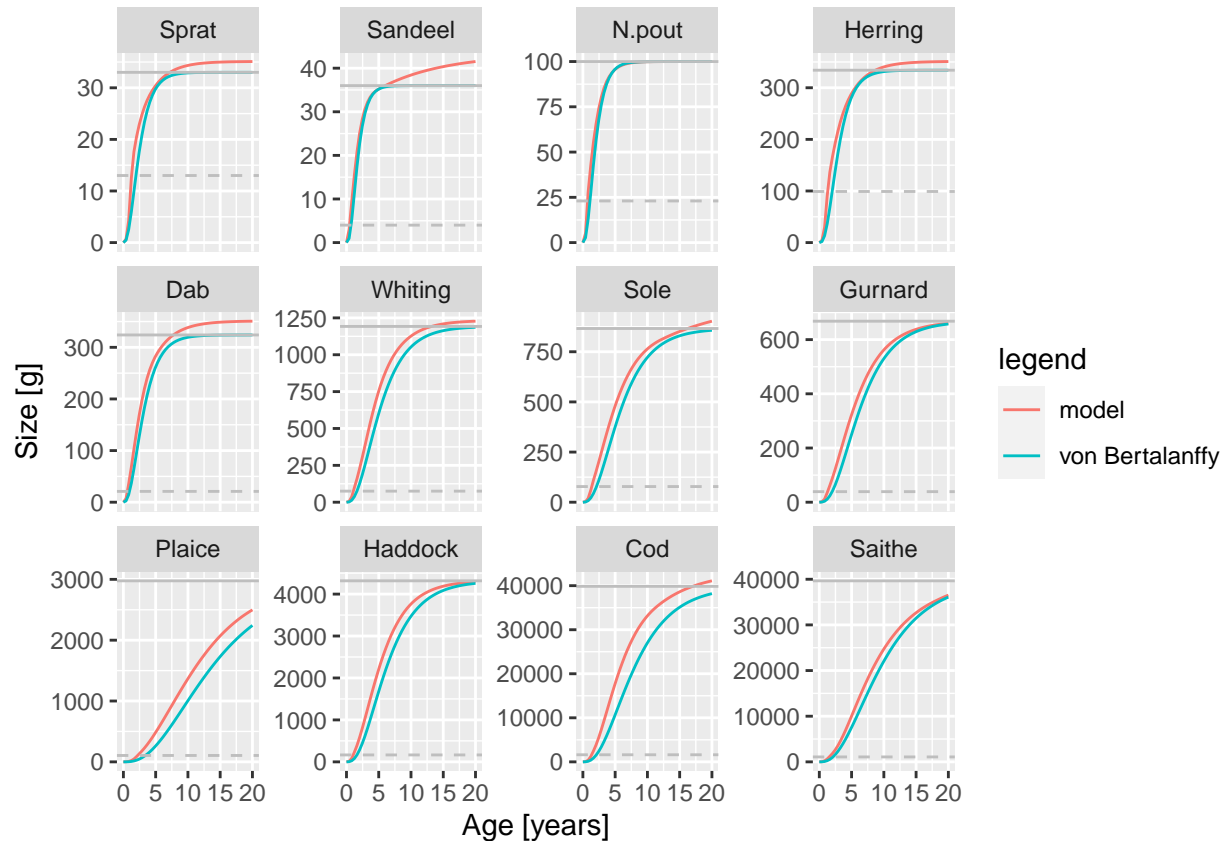 Sprat Sandeel N.pout Herring
30 20 10 0
40 30 20 10 0
100 75 50 25 0
300 200 100 0
Dab Whiting Sole Gurnard
300 200 100 0
1250 1000 750 500 250 0
750 500 250 0
600 400 200 0
Plaice Haddock Cod Saithe
3000 2000 1000 0
4000 3000 2000 1000 0
40000 30000 20000 10000 0
40000 30000 20000 10000 0
0 5 10 15 20 0 5 10 15 20 0 5 10 15 20 0 5 10 15 20
Age [years]
Size [g]
legend
model
von Bertalanffy